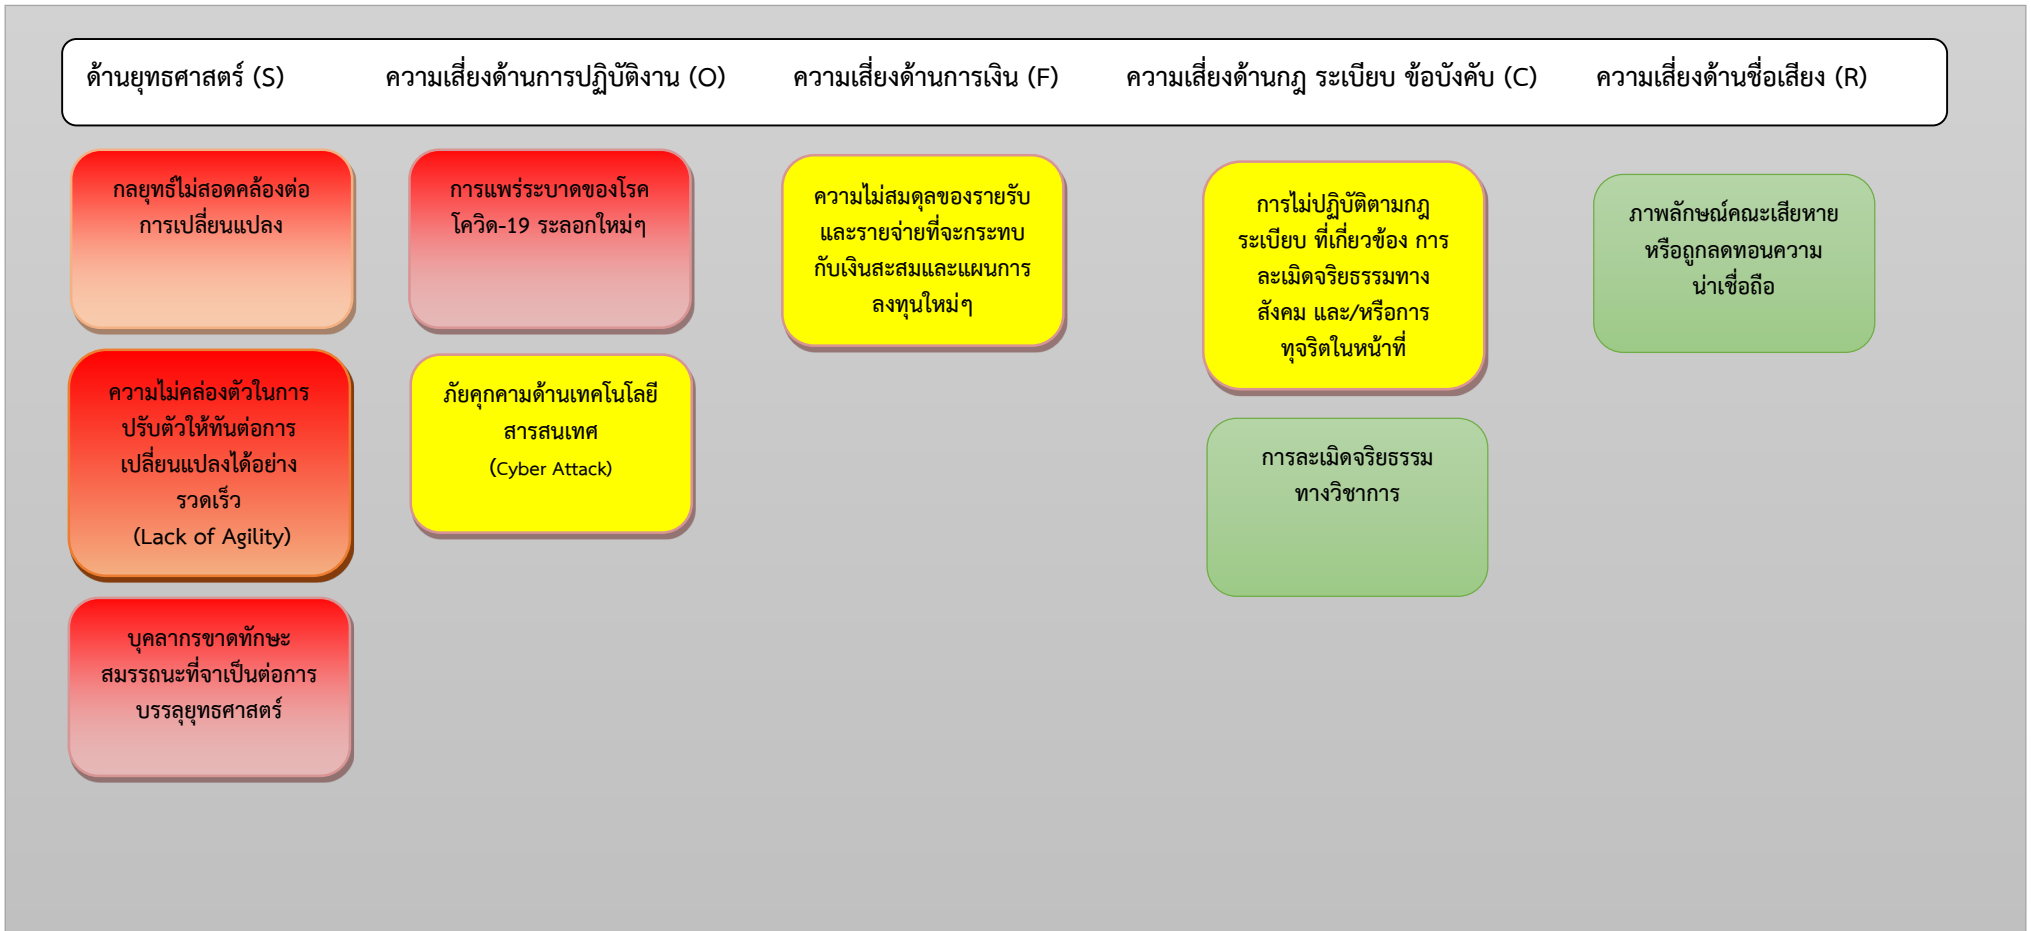 ด้านยุทธศาสตร์ (S)
ความเสี่ยงด้านการปฏิบัติงาน (O)
ความเสี่ยงด้านการเงิน (F)
ความเสี่ยงด้านกฎ ระเบียบ ข้อบังคับ (C)
ความเสี่ยงด้านชื่อเสียง (R)
กลยุทธ์ไม่สอดคล้องต่อ
การเปลี่ยนแปลง
ความไม่คล่องตัวในการ
ปรับตัวให้ทันต่อการ
เปลี่ยนแปลงได้อย่าง
รวดเร็ว
(Lack of Agility)
บุคลากรขาดทักษะ
สมรรถนะที่จาเป็นต่อการ
บรรลุยุทธศาสตร์
การแพร่ระบาดของโรค
โควิด-19 ระลอกใหม่ๆ
ภัยคุกคามด้านเทคโนโลยี
สารสนเทศ
(Cyber Attack)
ความไม่สมดุลของรายรับ
และรายจ่ายที่จะกระทบ
กับเงินสะสมและแผนการ
ลงทุนใหม่ๆ
การไม่ปฏิบัติตามกฎ
ระเบียบ ที่เกี่ยวข้อง การ
ละเมิดจริยธรรมทาง
สังคม และ/หรือการ
ทุจริตในหน้าที่
การละเมิดจริยธรรม
ทางวิชาการ
ภาพลักษณ์คณะเสียหาย
หรือถูกลดทอนความ
น่าเชื่อถือ